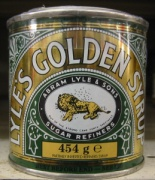 LYLE'S GOLDEN SYRUP
ABRAM LYLE & SONS
SUGAR REFINERS
454 g e